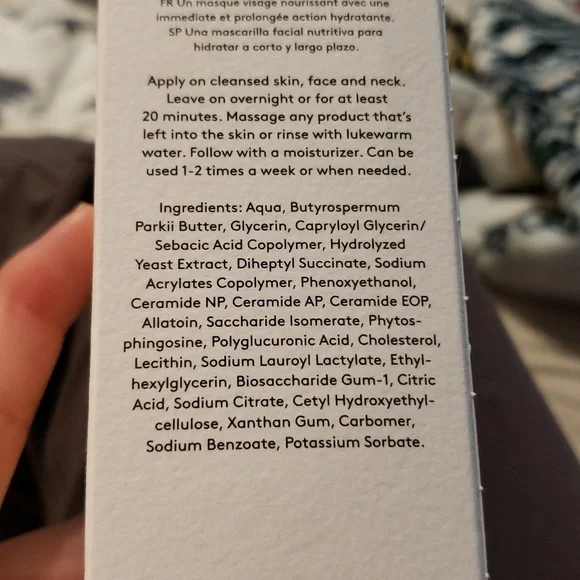 FR Un masque visage nourissant avec une
immediate et prolongée action hydratante.
SP Una mascarilla facial nutritiva para
hidratar a corto y largo plazo.
Apply on cleansed skin, face and neck.
Leave on overnight or for at least
20 minutes. Massage any product that's
left into the skin or rinse with lukewarm
water. Follow with a moisturizer. Can be
used 1-2 times a week or when needed.
Ingredients: Aqua, Butyrospermum
Parkii Butter, Glycerin, Capryloyl Glycerin/
Sebacic Acid Copolymer, Hydrolyzed
Yeast Extract, Diheptyl Succinate, Sodium
Acrylates Copolymer, Phenoxyethanol,
Ceramide NP, Ceramide AP, Ceramide EOP,
Allatoin, Saccharide Isomerate, Phytos-
phingosine, Polyglucuronic Acid, Cholesterol,
Lecithin, Sodium Lauroyl Lactylate, Ethyl-
hexylglycerin, Biosaccharide Gum-1, Citric
Acid, Sodium Citrate, Cetyl Hydroxyethyl-
cellulose, Xanthan Gum, Carbomer,
Sodium Benzoate, Potassium Sorbate.